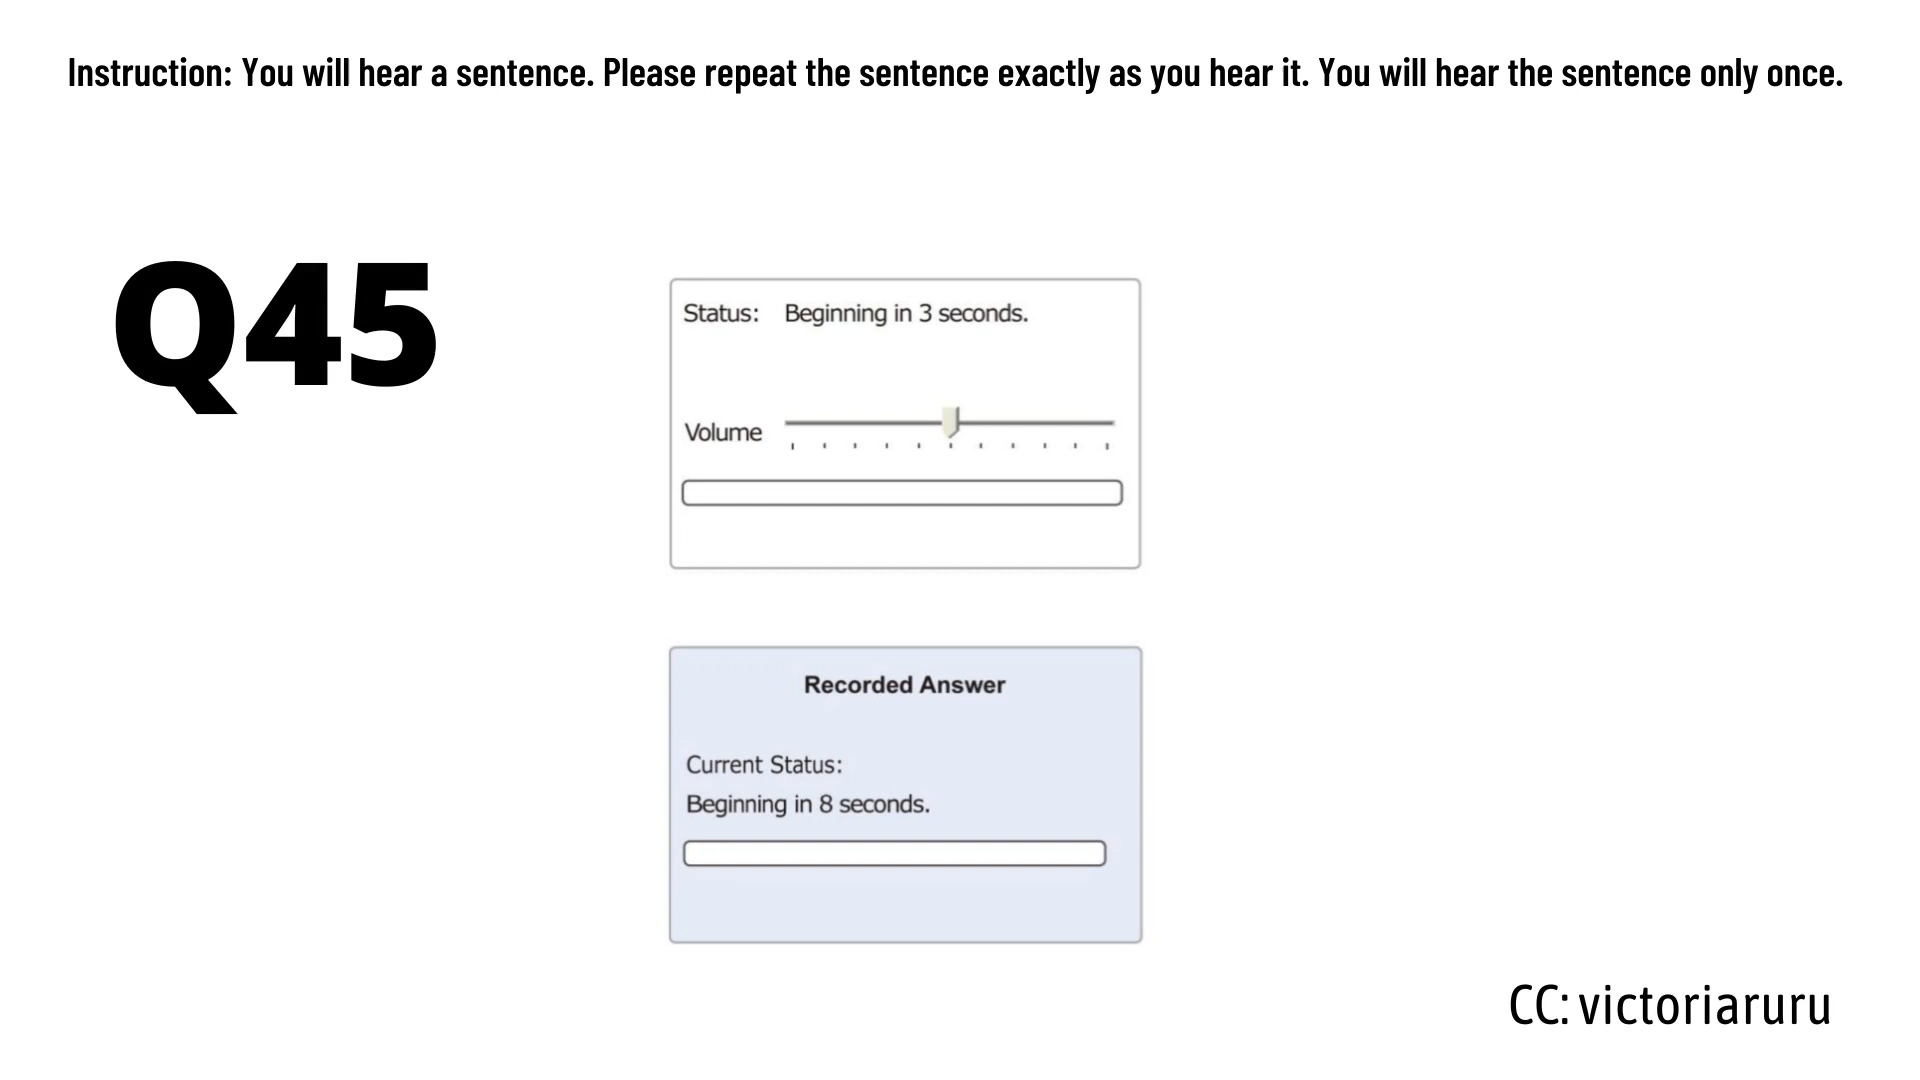 Instruction: You will hear a sentence. Please repeat the sentence exactly as you hear it. You will hear the sentence only once.
Q45
Status: Beginning in 3 seconds.
Volume
Recorded Answer
Current Status:
Beginning in 8 seconds.
CC: victoriaruru